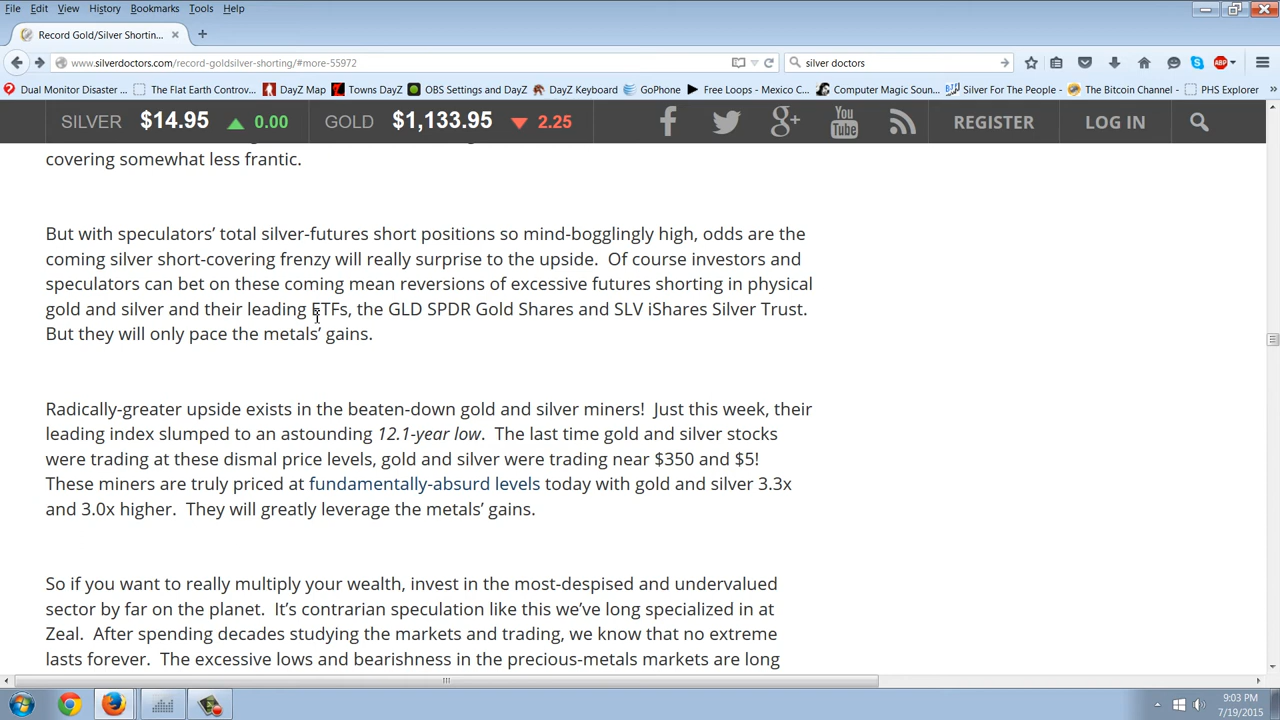 File Edit View History Bookmarks Tools Help
Record Gold/Silver Shortin...
www.silverdoctors.com/record-goldsilver-shorting/#more-55972
silver doctors
ABP
Dual Monitor Disaster ... The Flat Earth Controv... DayZ Map Towns DayZ OBS Settings and DayZ DayZ Keyboard GoPhone Free Loops - Mexico C... Computer Magic Soun... Silver For The People - ... The Bitcoin Channel - ... PHS Explorer
SILVER $14.95 0.00 GOLD $1,133.95 2.25 You Tube REGISTER LOG IN
covering somewhat less frantic.
But with speculators’ total silver-futures short positions so mind-bogglingly high, odds are the
coming silver short-covering frenzy will really surprise to the upside. Of course investors and
speculators can bet on these coming mean reversions of excessive futures shorting in physical
gold and silver and their leading ETFs, the GLD SPDR Gold Shares and SLV iShares Silver Trust.
But they will only pace the metals’ gains.
Radically-greater upside exists in the beaten-down gold and silver miners! Just this week, their
leading index slumped to an astounding 12.1-year low. The last time gold and silver stocks
were trading at these dismal price levels, gold and silver were trading near $350 and $5!
These miners are truly priced at fundamentally-absurd levels today with gold and silver 3.3x
and 3.0x higher. They will greatly leverage the metals’ gains.
So if you want to really multiply your wealth, invest in the most-despised and undervalued
sector by far on the planet. It’s contrarian speculation like this we’ve long specialized in at
Zeal. After spending decades studying the markets and trading, we know that no extreme
lasts forever. The excessive lows and bearishness in the precious-metals markets are long
9:03 PM
7/19/2015